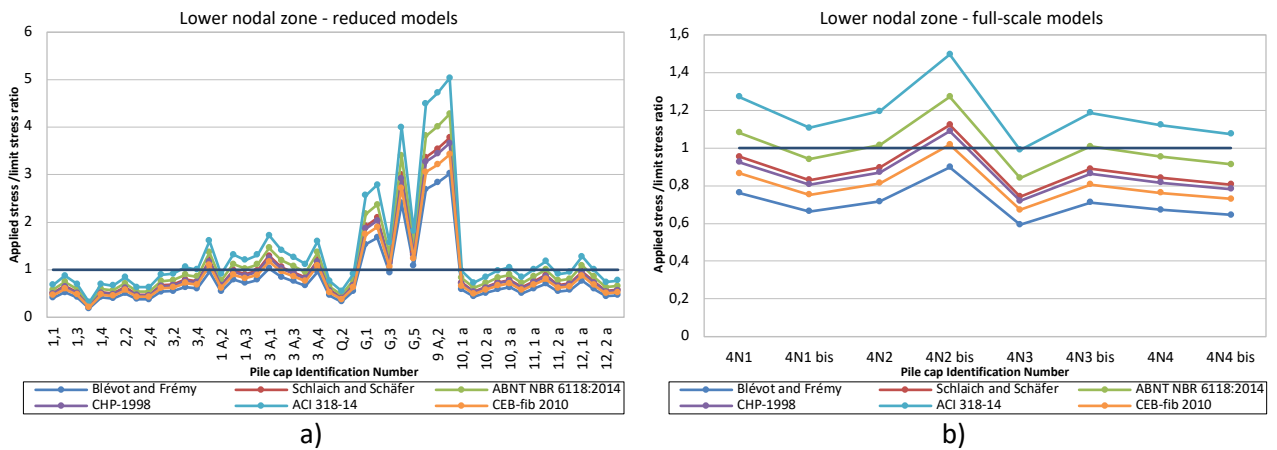 Lower nodal zone - reduced models
Applied stress /limit stress ratio
6
5
4
3
2
1
0
1,1
1,3
1,4
2,2
2,4
3,2
3,4
1 A,2
1 A,3
3 A,1
3 A,3
3 A,4
Q,2
G,1
G,3
G,5
9 A,2
10,1 a
10,2 a
10,3 a
11,1 a
11,2 a
12,1 a
12,2 a
Pile cap Identification Number
Blévot and Frémy
Schlaich and Schäfer
ABNT NBR 6118:2014
CHP-1998
ACI 318-14
CEB-fib 2010
a)
Lower nodal zone - full-scale models
Applied stress /limit stress ratio
1,6
1,4
1,2
1
0,8
0,6
0,4
0,2
0
4N1
4N1 bis
4N2
4N2 bis
4N3
4N3 bis
4N4
4N4 bis
Pile cap Identification Number
Blévot and Frémy
Schlaich and Schäfer
ABNT NBR 6118:2014
CHP-1998
ACI 318-14
CEB-fib 2010
b)